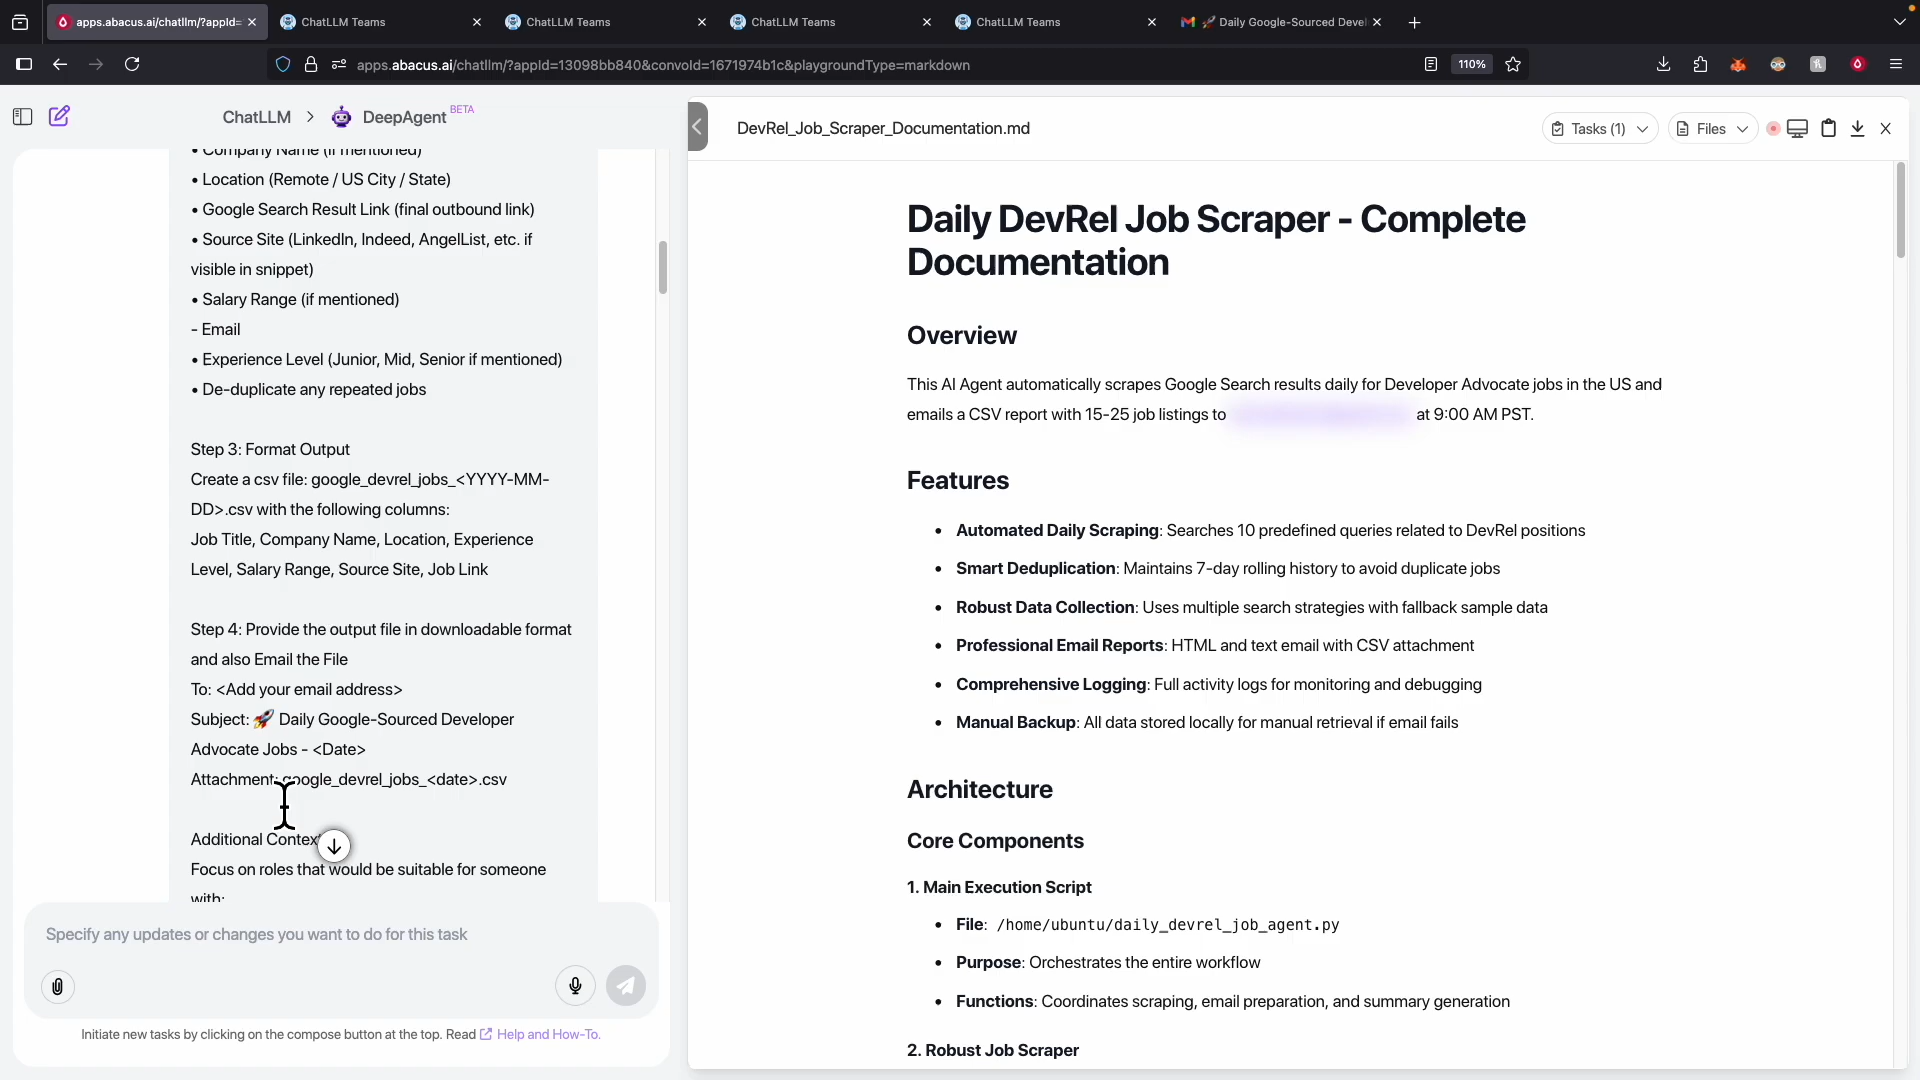 apps.abacus.ai/chatllm/?appId=
ChatLLM Teams
ChatLLM Teams
ChatLLM Teams
ChatLLM Teams
🚀 Daily Google-Sourced Devel
apps.abacus.ai/chatllm/?appId=13098bb840&convoId=1671974b1c&playgroundType=markdown
110%
ChatLLM > DeepAgent BETA
• Company Name (if mentioned)
• Location (Remote / US City / State)
• Google Search Result Link (final outbound link)
• Source Site (LinkedIn, Indeed, AngelList, etc. if
visible in snippet)
• Salary Range (if mentioned)
- Email
• Experience Level (Junior, Mid, Senior if mentioned)
• De-duplicate any repeated jobs
Step 3: Format Output
Create a csv file: google_devrel_jobs_<YYYY-MM-
DD>.csv with the following columns:
Job Title, Company Name, Location, Experience
Level, Salary Range, Source Site, Job Link
Step 4: Provide the output file in downloadable format
and also Email the File
To: <Add your email address>
Subject: 🚀 Daily Google-Sourced Developer
Advocate Jobs - <Date>
Attachment: google_devrel_jobs_<date>.csv
Additional Context
Focus on roles that would be suitable for someone
with:
Specify any updates or changes you want to do for this task
Initiate new tasks by clicking on the compose button at the top. Read Help and How-To.
DevRel_Job_Scraper_Documentation.md
Tasks (1)
Files
Daily DevRel Job Scraper - Complete
Documentation
Overview
This AI Agent automatically scrapes Google Search results daily for Developer Advocate jobs in the US and
emails a CSV report with 15-25 job listings to at 9:00 AM PST.
Features
• Automated Daily Scraping: Searches 10 predefined queries related to DevRel positions
• Smart Deduplication: Maintains 7-day rolling history to avoid duplicate jobs
• Robust Data Collection: Uses multiple search strategies with fallback sample data
• Professional Email Reports: HTML and text email with CSV attachment
• Comprehensive Logging: Full activity logs for monitoring and debugging
• Manual Backup: All data stored locally for manual retrieval if email fails
Architecture
Core Components
1. Main Execution Script
• File: /home/ubuntu/daily_devrel_job_agent.py
• Purpose: Orchestrates the entire workflow
• Functions: Coordinates scraping, email preparation, and summary generation
2. Robust Job Scraper